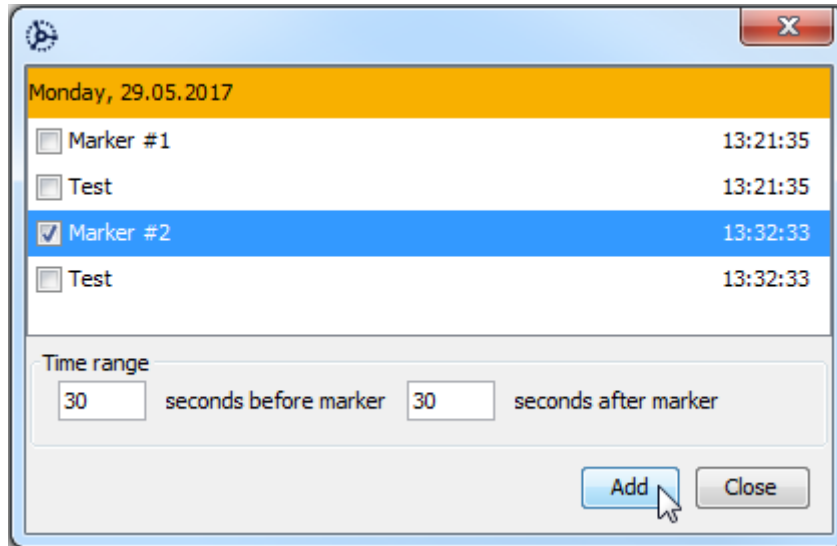 Monday, 29.05.2017
Marker #1 13:21:35
Test 13:21:35
Marker #2 13:32:33
Test 13:32:33
Time range
30 seconds before marker 30 seconds after marker
Add Close